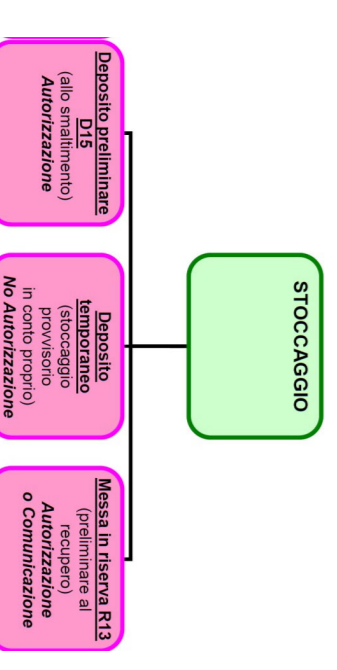 STOCCAGGIO
Deposito preliminare
D15
(allo smaltimento)
Autorizzazione
Deposito
temporaneo
(stoccaggio
provvisorio
in conto proprio)
No Autorizzazione
Messa in riserva R13
(preliminare al
recupero)
Autorizzazione
o Comunicazione